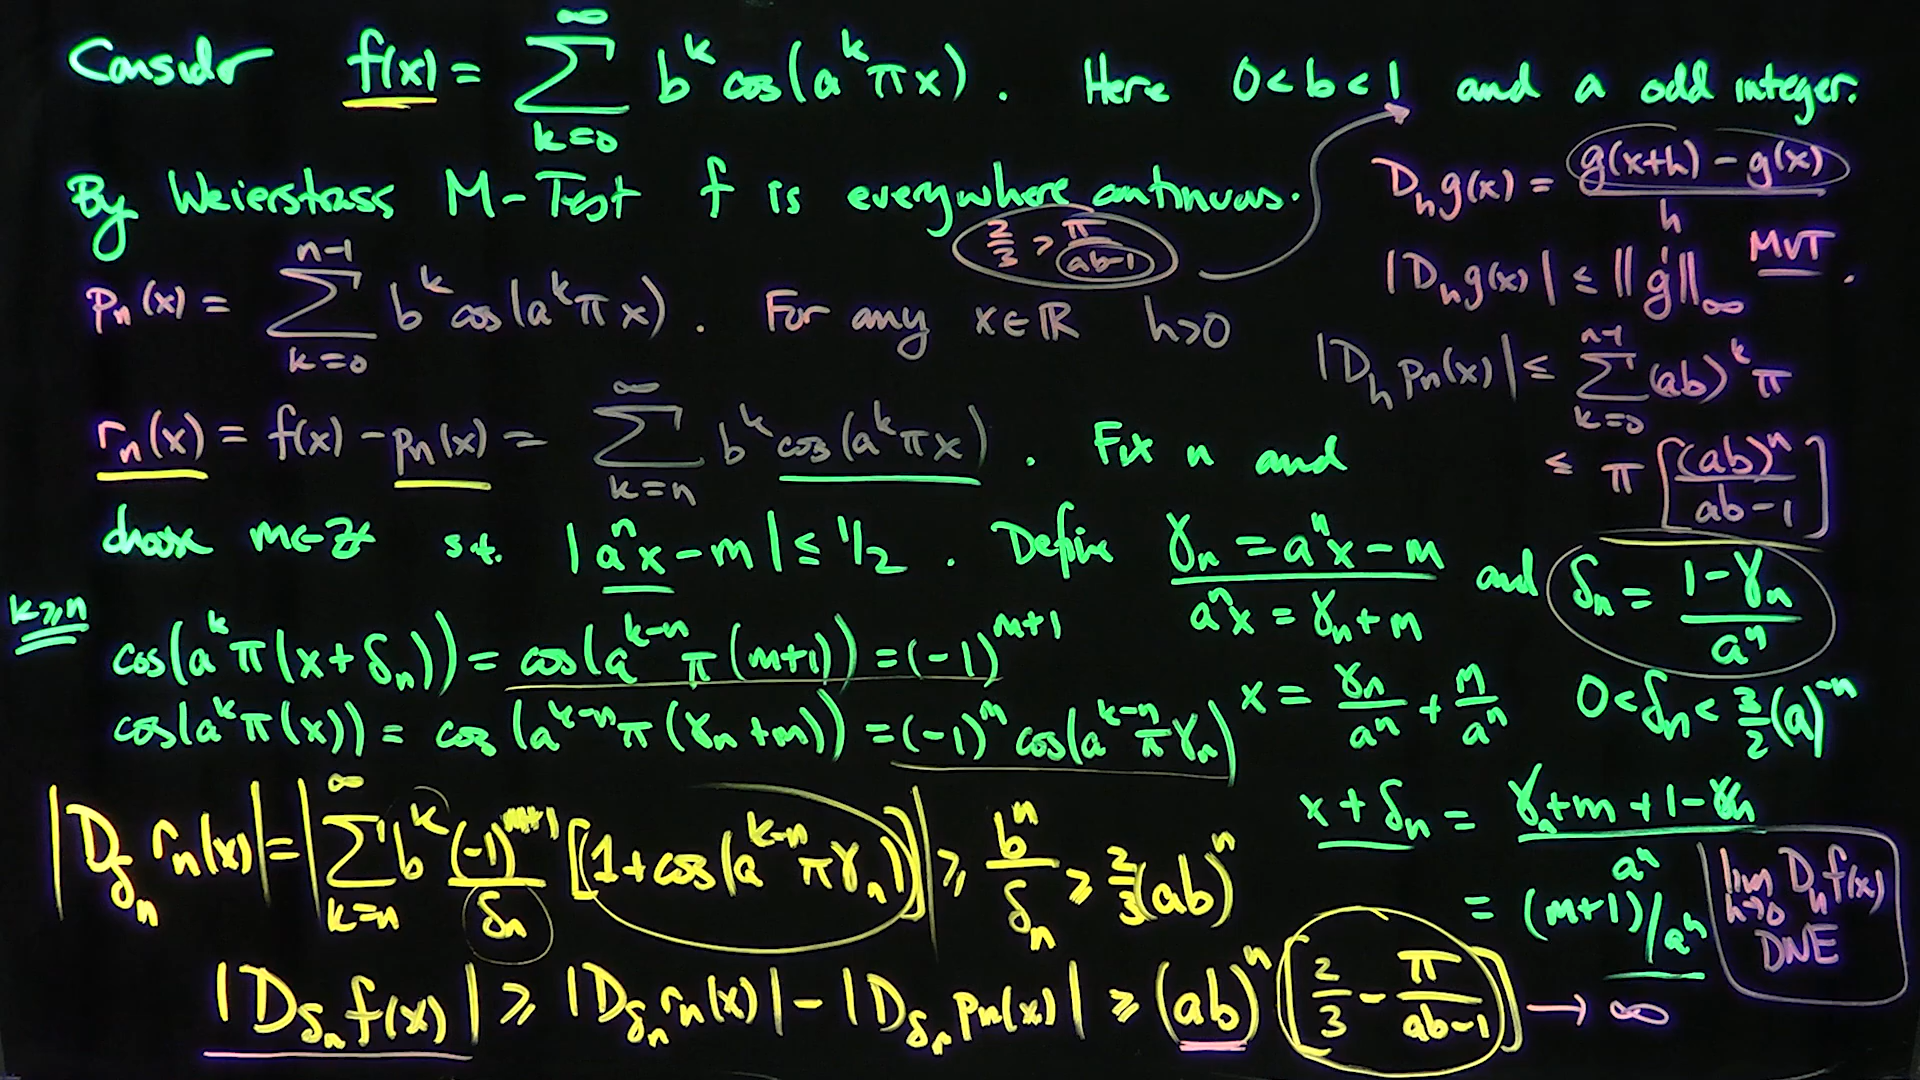 Consider f(x) = ∑_{k=0}^{∞} b^k cos(a^k πx). Here 0<b<1 and a odd integer.
By Weierstrass M-Test f is everywhere continuous.
2/3 > π/(ab-1)
D_h g(x) = (g(x+h) - g(x))/h
|D_h g(x)| ≤ ||g'||_∞ MVT.
p_n(x) = ∑_{k=0}^{n-1} b^k cos(a^k πx). For any x∈ℝ h>0
|D_h p_n(x)| ≤ ∑_{k=0}^{n-1} (ab)^k π
≤ π [(ab)^n/(ab-1)]
r_n(x) = f(x) - p_n(x) = ∑_{k=n}^{∞} b^k cos(a^k πx). Fix n and
choose m∈ℤ s.t. |a^n x - m| ≤ 1/2. Define γ_n = a^n x - m and δ_n = (1-γ_n)/a^n
a^n x = γ_n + m
k≥n
cos(a^k π(x+δ_n)) = cos(a^{k-n} π(m+1)) = (-1)^{m+1}
cos(a^k π(x)) = cos(a^{k-n} π(γ_n+m)) = (-1)^m cos(a^{k-n} πγ_n)
x = γ_n/a^n + m/a^n
0<δ_n<3/2(a)^{-n}
x+δ_n = (γ_n+m+1-γ_n)/a^n
= (m+1)/a^n
|D_{δ_n} r_n(x)| = |∑_{k=n}^{∞} b^k (-1)^{m+1}/δ_n [1+cos(a^{k-n} πγ_n)]| ≥ b^n/δ_n ≥ 2/3(ab)^n
lim_{h→0} D_h f(x)
DNE
|D_{δ_n} f(x)| ≥ |D_{δ_n} r_n(x)| - |D_{δ_n} p_n(x)| ≥ (ab)^n [2/3 - π/(ab-1)] → ∞